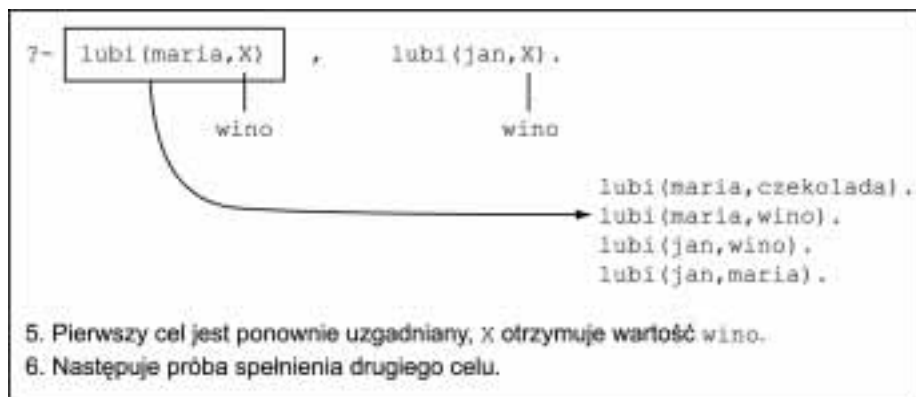 ?- lubi(maria,X) , lubi(jan,X).
wino wino
lubi(maria,czekolada).
lubi(maria,wino).
lubi(jan,wino).
lubi(jan,maria).
5. Pierwszy cel jest ponownie uzgadniany, X otrzymuje wartość wino.
6. Następuje próba spełnienia drugiego celu.